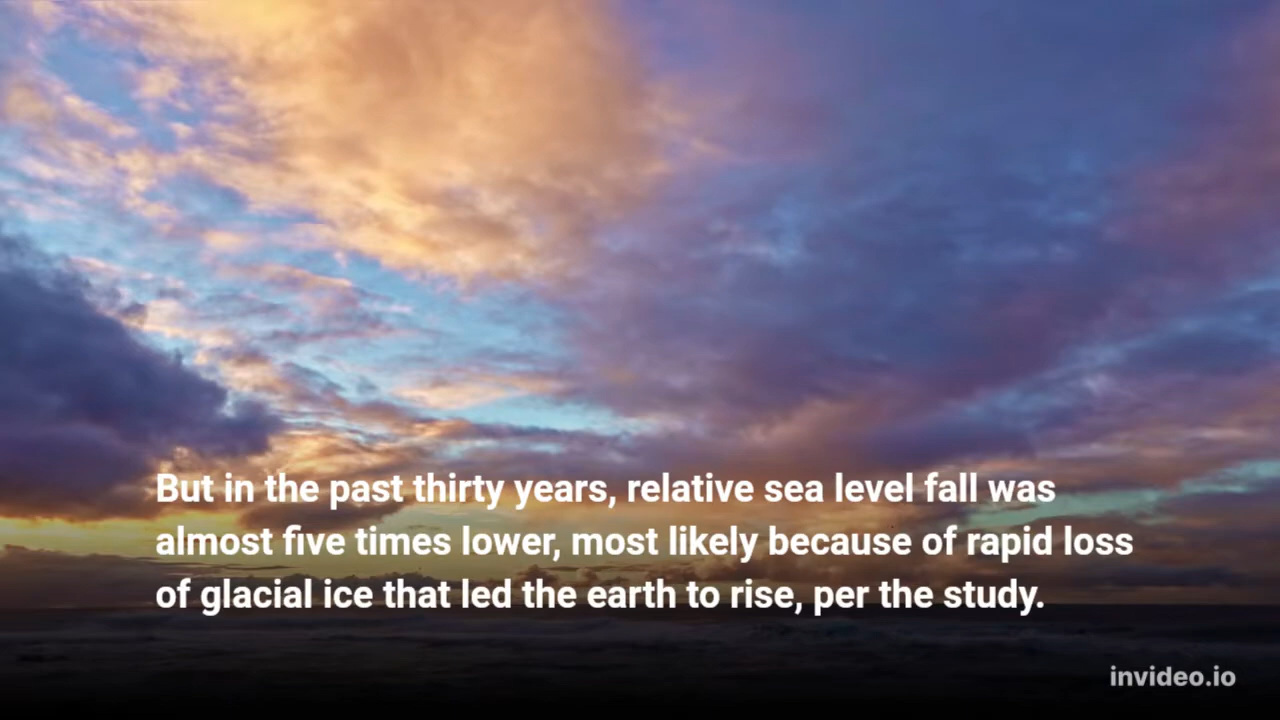 But in the past thirty years, relative sea level fall was
almost five times lower, most likely because of rapid loss
of glacial ice that led the earth to rise, per the study.
invideo.io